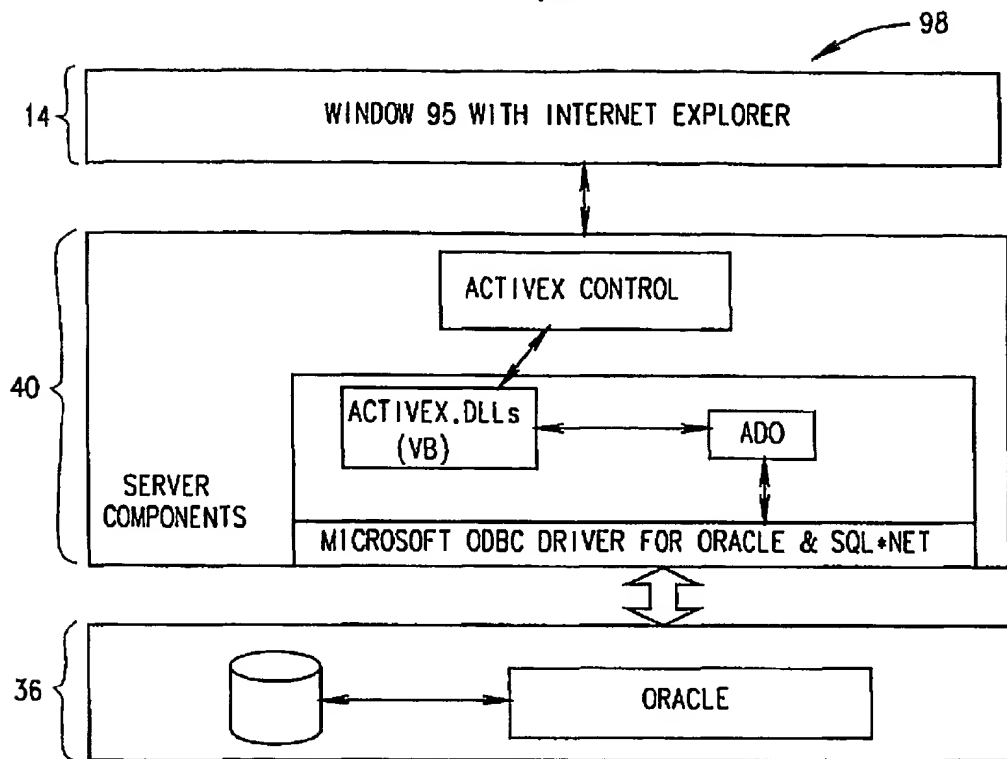 98
14
WINDOW 95 WITH INTERNET EXPLORER
ACTIVEX CONTROL
40
ACTIVEX.DLLs
(VB)
ADO
SERVER
COMPONENTS
MICROSOFT ODBC DRIVER FOR ORACLE & SQL*NET
36
ORACLE